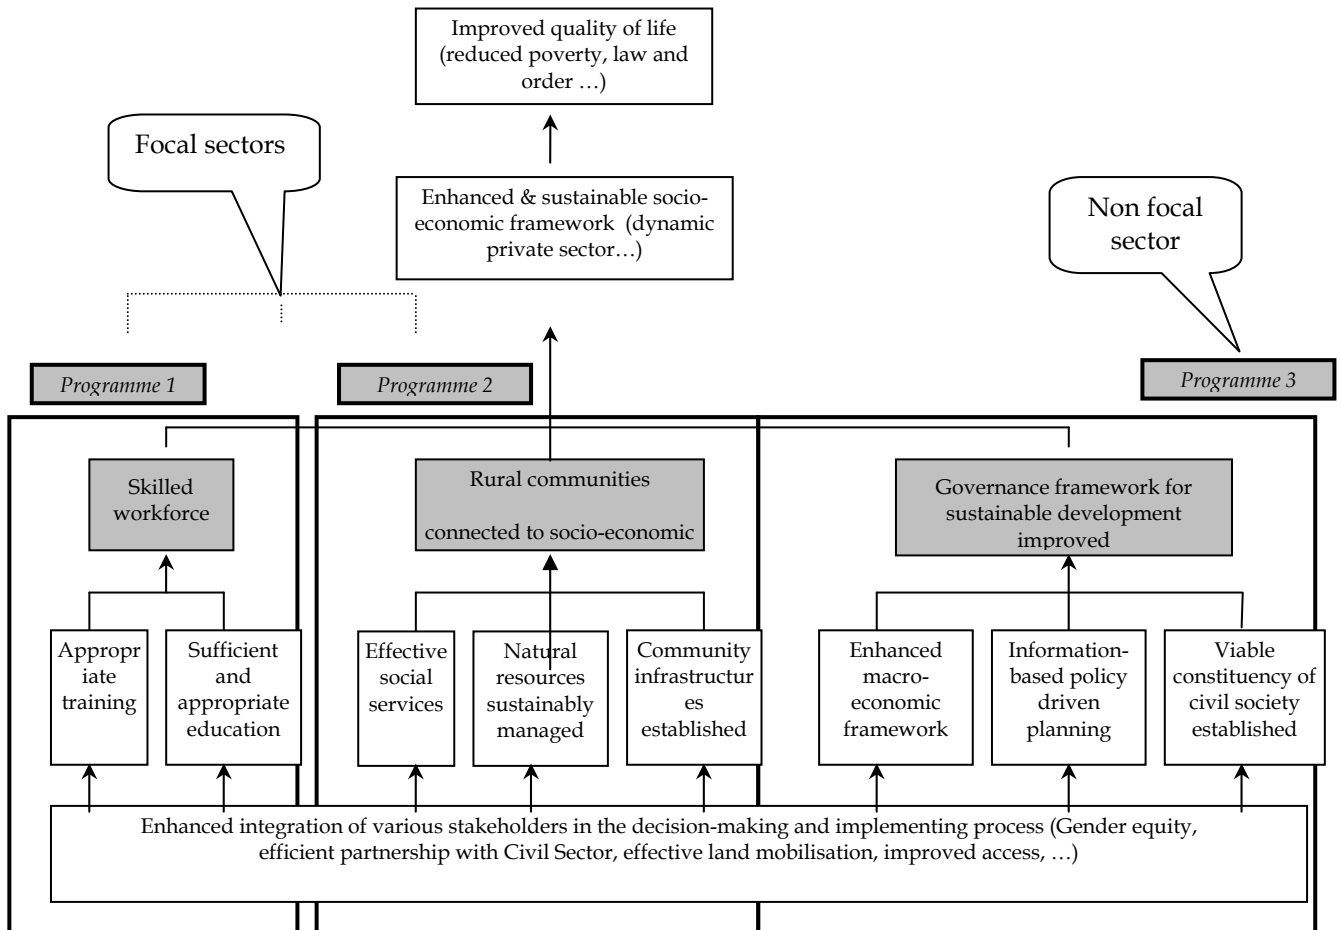 Improved quality of life
(reduced poverty, law and
order …)
Focal sectors
Enhanced & sustainable socio-
economic framework  (dynamic
private sector…)
Non focal
sector
Programme 1
Programme 2
Programme 3
Skilled
workforce
Rural communities
connected to socio-economic
Governance framework for
sustainable development
improved
Appropr
iate
training
Sufficient
and
appropriate
education
Effective
social
services
Natural
resources
sustainably
managed
Community
infrastructur
es
established
Enhanced
macro-
economic
framework
Information-
based policy
driven
planning
Viable
constituency of
civil society
established
Enhanced integration of various stakeholders in the decision-making and implementing process (Gender equity,
efficient partnership with Civil Sector, effective land mobilisation, improved access, …)